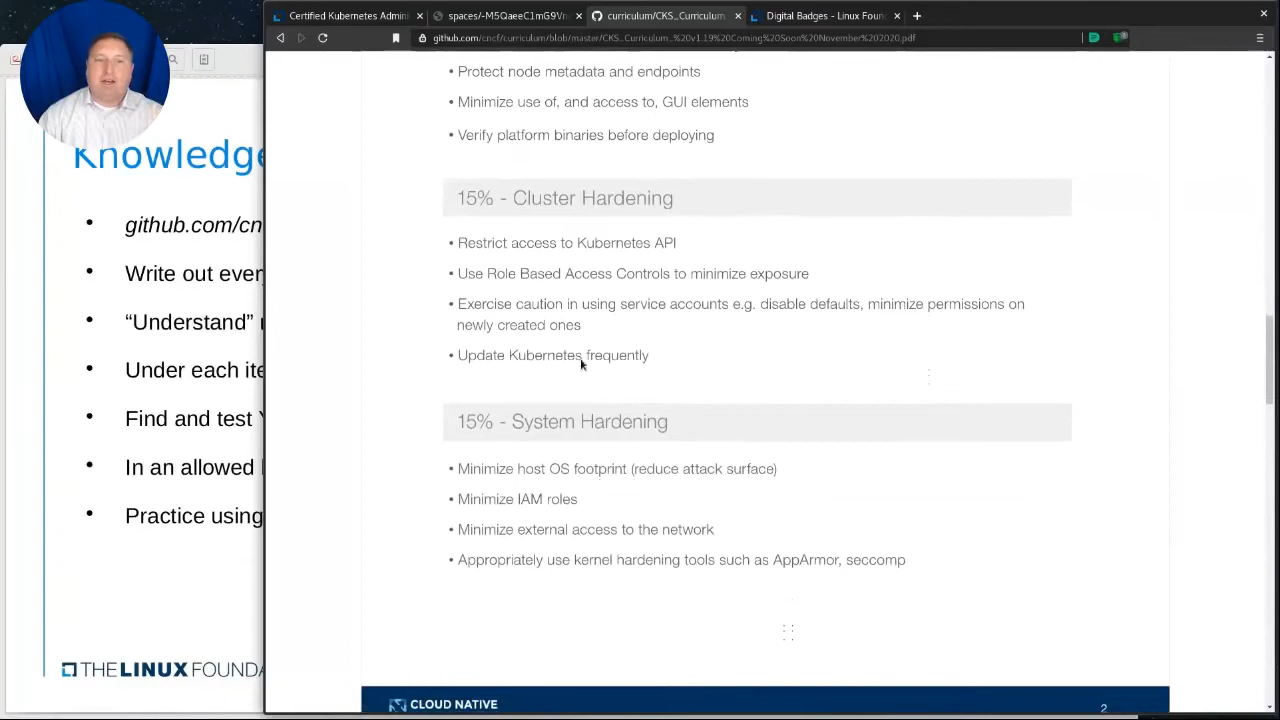 Certified Kubernetes Admini
spaces/-M5QaeeC1mG9Vn
curriculum/CKS_Curriculum_
Digital Badges - Linux Foun
github.com/cncf/curriculum/blob/master/CKS_Curriculum_%20v1.19%20Coming%20Soon%20November%202020.pdf
Knowledge
github.com/cn
Write out ever
“Understand”
Under each ite
Find and test
In an allowed
Practice using
THE LINUX FOUNDA
• Protect node metadata and endpoints
• Minimize use of, and access to, GUI elements
• Verify platform binaries before deploying
15% - Cluster Hardening
• Restrict access to Kubernetes API
• Use Role Based Access Controls to minimize exposure
• Exercise caution in using service accounts e.g. disable defaults, minimize permissions on
newly created ones
• Update Kubernetes frequently
15% - System Hardening
• Minimize host OS footprint (reduce attack surface)
• Minimize IAM roles
• Minimize external access to the network
• Appropriately use kernel hardening tools such as AppArmor, seccomp
CLOUD NATIVE
2